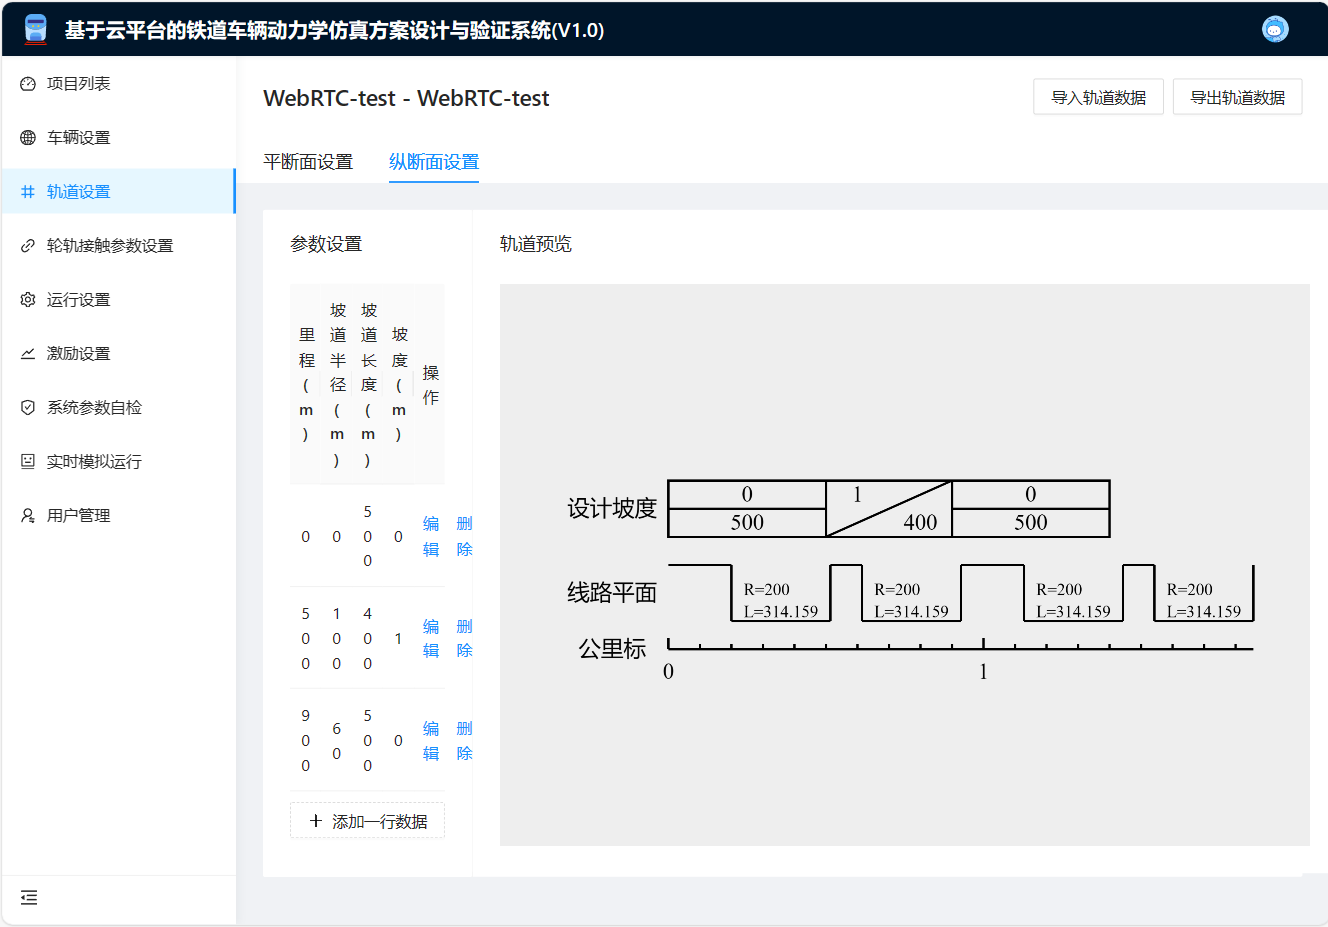 基于云平台的铁道车辆动力学仿真方案设计与验证系统(V1.0)
项目列表
车辆设置
轨道设置
轮轨接触参数设置
运行设置
激励设置
系统参数自检
实时模拟运行
用户管理
WebRTC-test - WebRTC-test
导入轨道数据
导出轨道数据
平断面设置
纵断面设置
参数设置
里程(m)
坡道半径(m)
坡道长度(m)
坡度(m)
操作
0 0 500 0 编辑 删除
500 100 400 1 编辑 删除
900 60 500 0 编辑 删除
+ 添加一行数据
轨道预览
设计坡度
0 1 0
500 400 500
线路平面
R=200 R=200 R=200 R=200
L=314.159 L=314.159 L=314.159 L=314.159
公里标
0 1